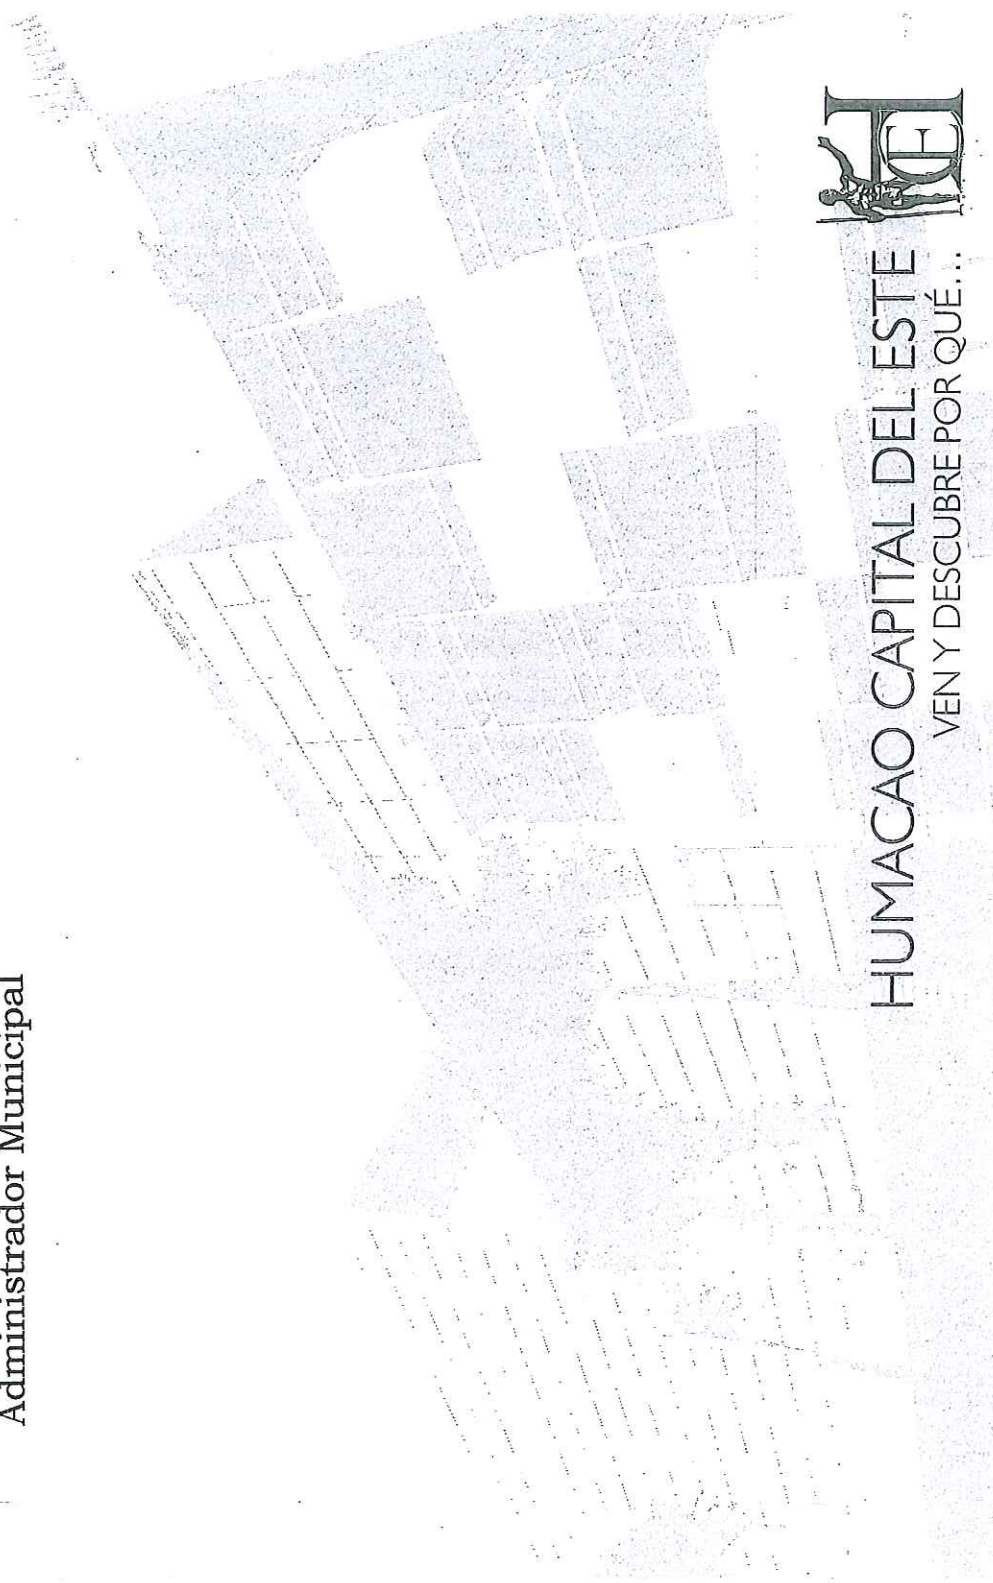 Administrador Municipal
HUMACAO CAPITAL DEL ESTE
VEN Y DESCUBRE POR QUÉ...